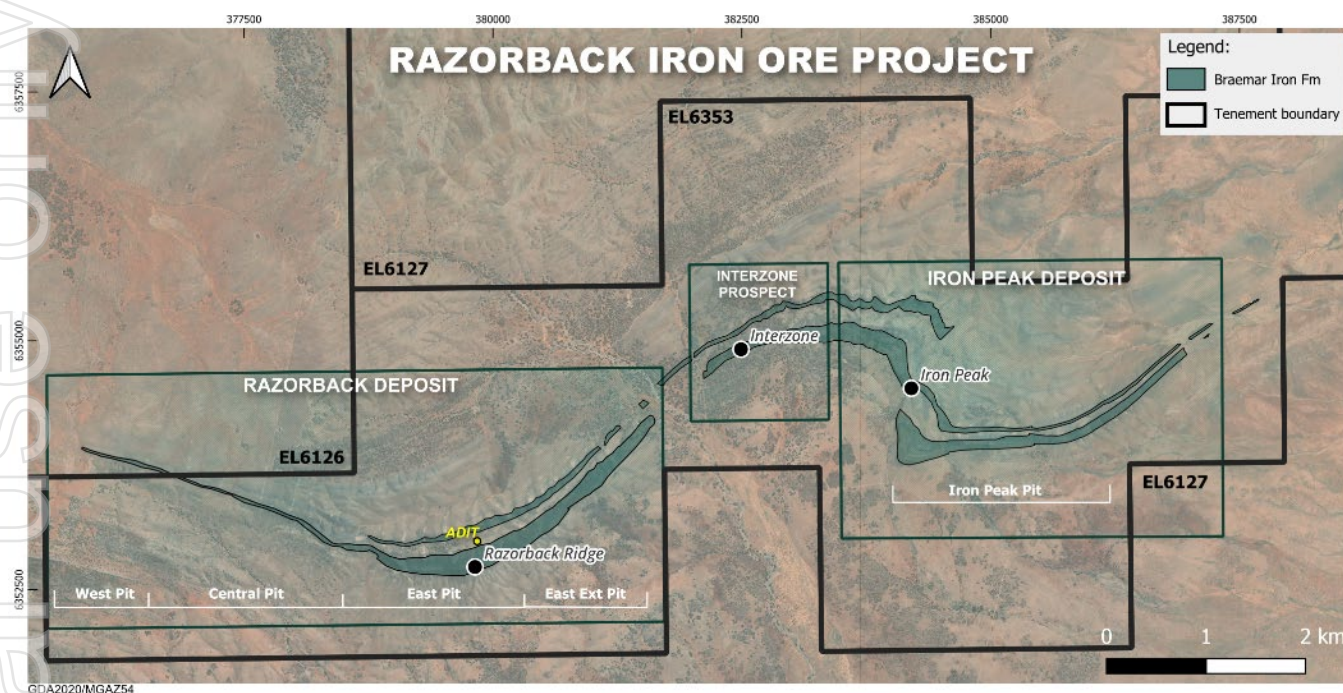 377500
380000
382500
385000
387500
RAZORBACK IRON ORE PROJECT
Legend:
Braemar Iron Fm
Tenement boundary
6357500
EL6353
EL6127
INTERZONE
PROSPECT
IRON PEAK DEPOSIT
6355000
Interzone
Iron Peak
RAZORBACK DEPOSIT
EL6126
EL6127
Iron Peak Pit
ADIT
Razorback Ridge
6352500
West Pit
Central Pit
East Pit
East Ext Pit
0
1
2 km
GDA2020/MGAZ54